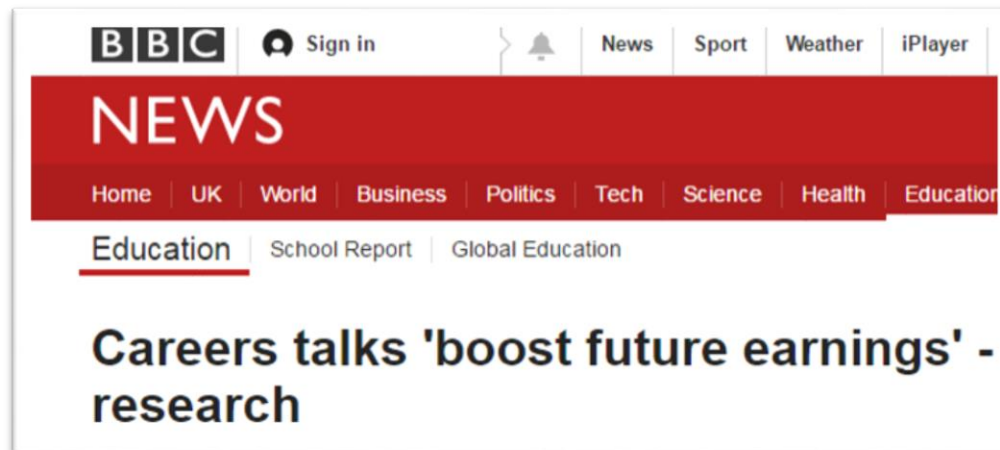 BBC Sign in News Sport Weather iPlayer
NEWS
Home UK World Business Politics Tech Science Health Education
Education School Report Global Education
Careers talks 'boost future earnings' -
research